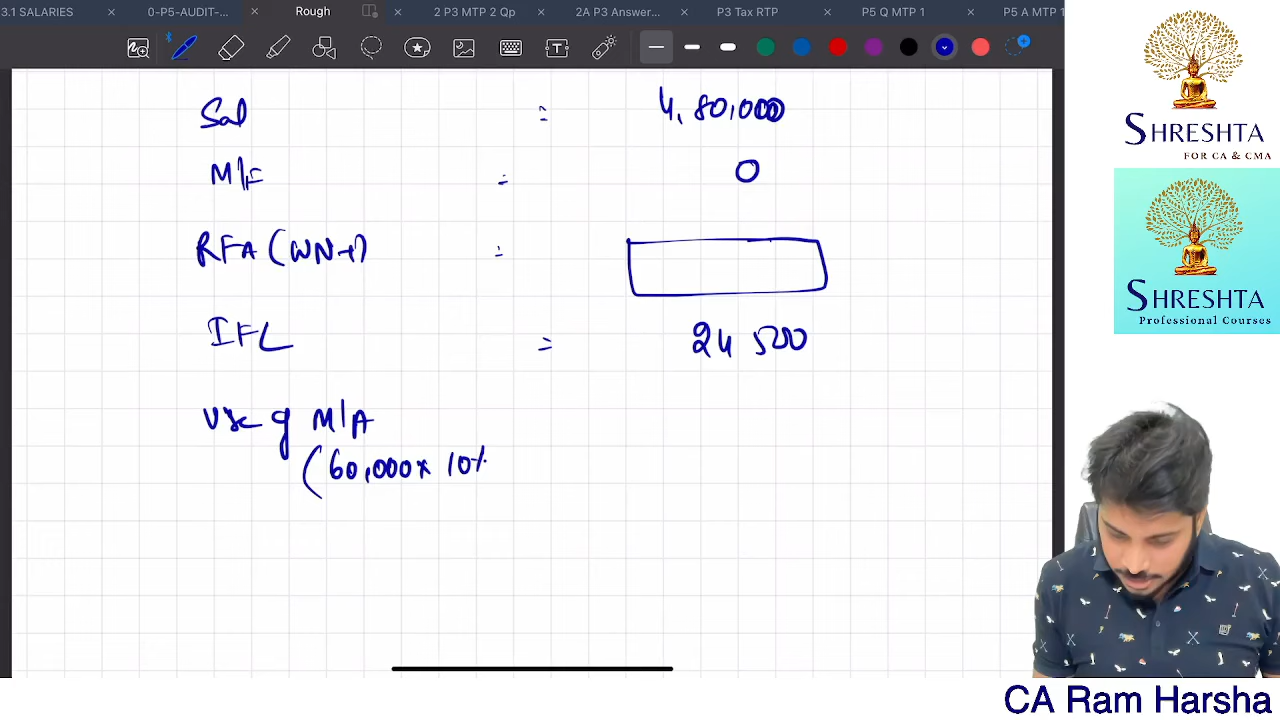 3.1 SALARIES 0-P5-AUDIT-... Rough 2 P3 MTP 2 Qp 2A P3 Answer... P3 Tax RTP P5 Q MTP 1 P5 A MTP 1
SHRESHTA
FOR CA & CMA
Sal = 4,80,000
M/F = 0
RFA (WN-1) =
SHRESHTA
Professional Courses
IFL = 24 500
Use of M/A
(60,000 x 10%
CA Ram Harsha